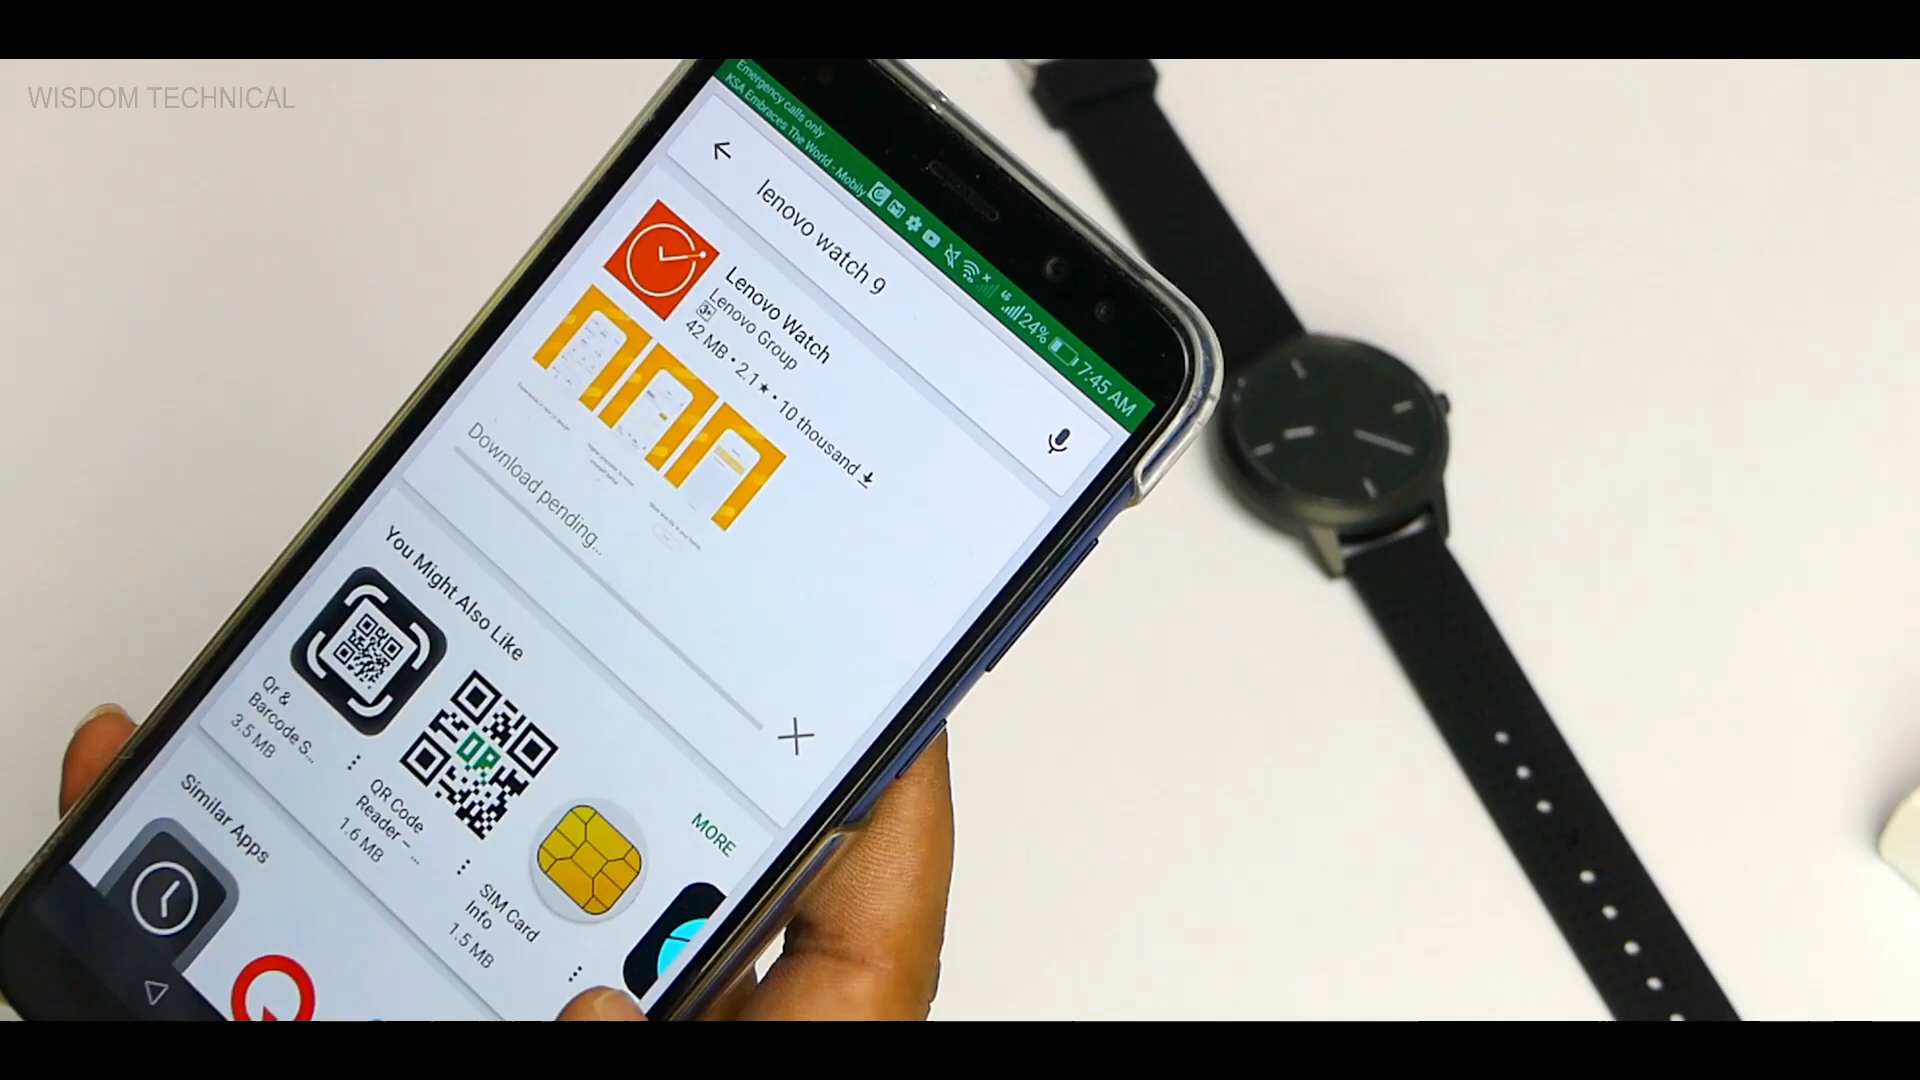 WISDOM TECHNICAL
Emergency calls only
KSA Embraces The World - Mobily
24% 7:45 AM
lenovo watch 9
Lenovo Watch
Lenovo Group
3+
42 MB • 2.1★ • 10 thousand
Download pending...
You Might Also Like
MORE
Qr &
Barcode S...
3.5 MB
QR
QR Code
Reader – ...
1.6 MB
SIM Card
Info
1.5 MB
Similar Apps